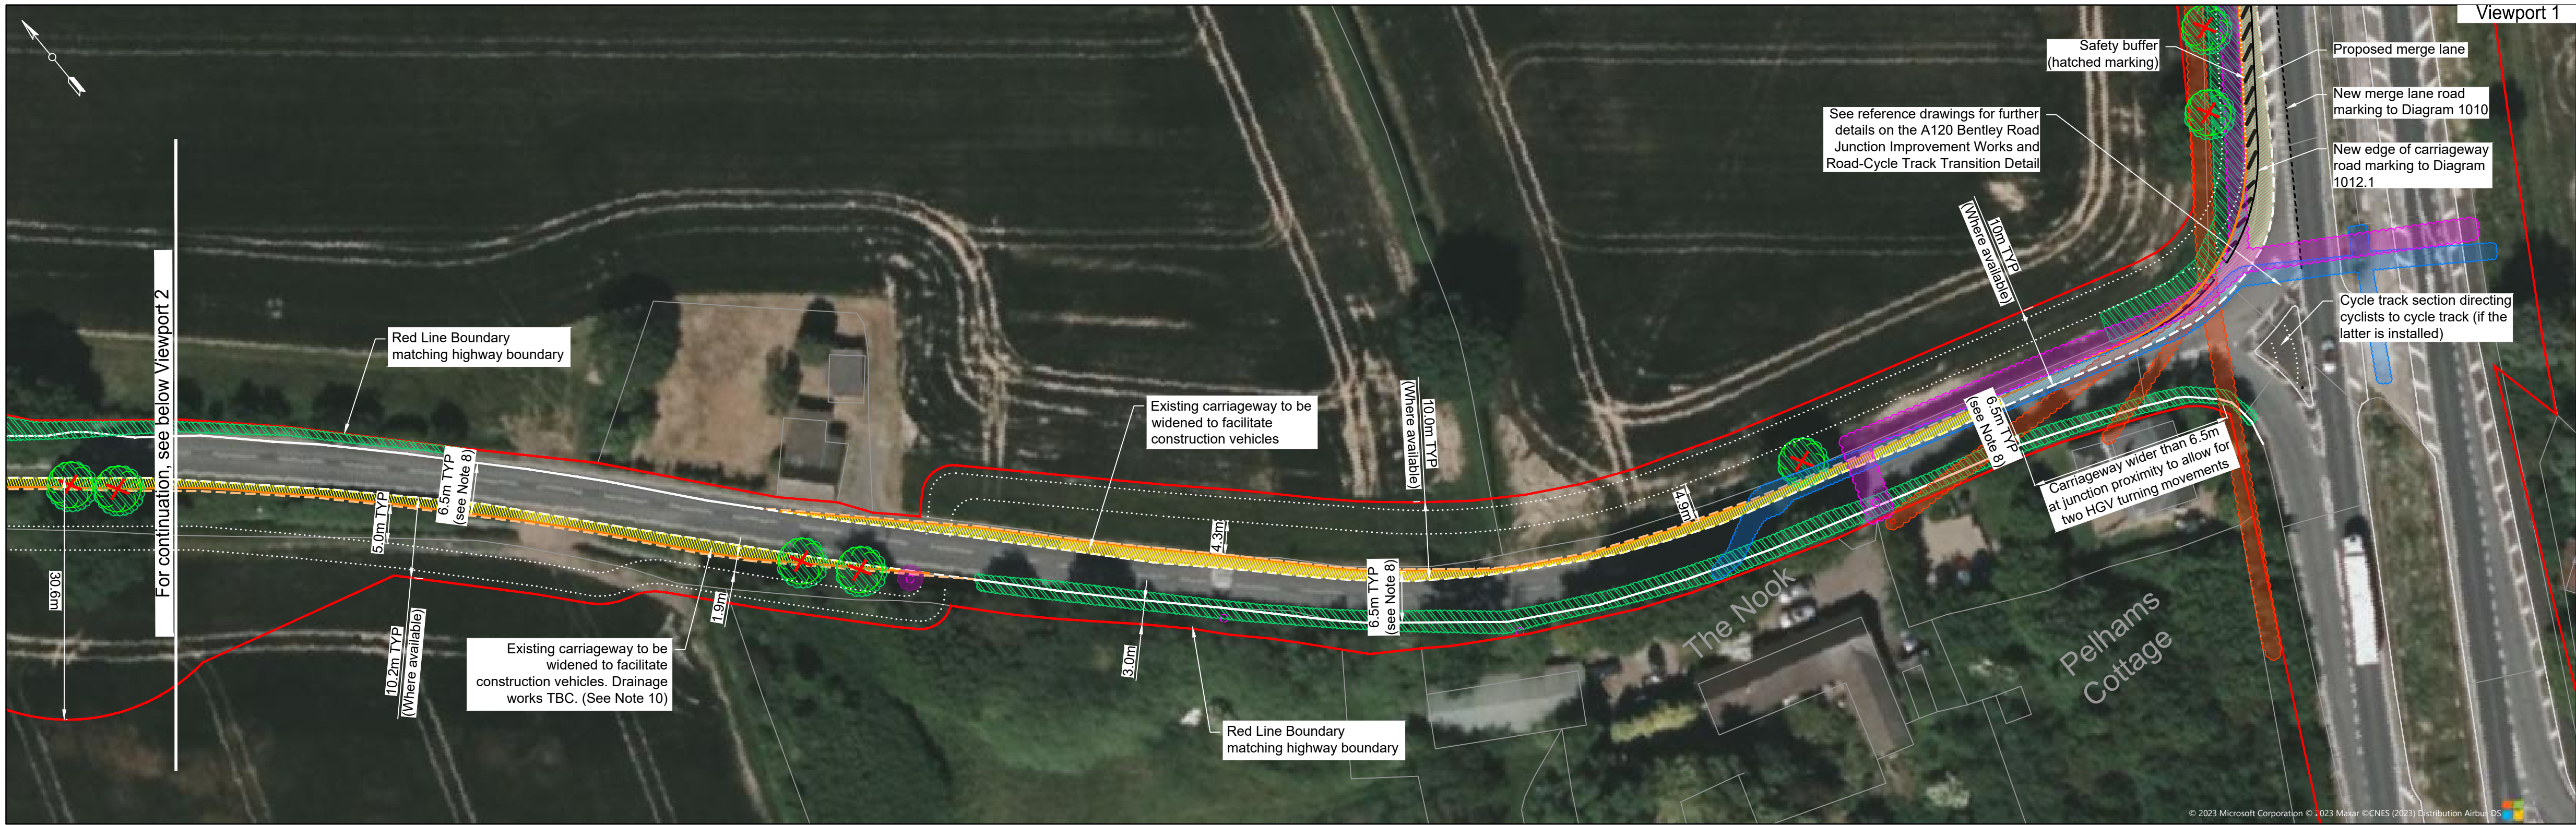 Viewport 1
Safety buffer
(hatched marking)
Proposed merge lane
New merge lane road
marking to Diagram 1010
See reference drawings for further
details on the A120 Bentley Road
Junction Improvement Works and
Road-Cycle Track Transition Detail
New edge of carriageway
road marking to Diagram
1012.1
10m TYP
(Where available)
Cycle track section directing
cyclists to cycle track (if the
latter is installed)
For continuation, see below Viewport 2
Red Line Boundary
matching highway boundary
Existing carriageway to be
widened to facilitate
construction vehicles
10.0m TYP
(Where available)
6.5m TYP
(see Note 8)
Carriageway wider than 6.5m
at junction proximity to allow for
two HGV turning movements
6.5m TYP
(see Note 8)
5.0m TYP
4.9m
4.3m
30.6m
6.5m TYP
(see Note 8)
1.9m
10.2m TYP
(Where available)
3.0m
Existing carriageway to be
widened to facilitate
construction vehicles. Drainage
works TBC. (See Note 10)
The Nook
Pelhams
Cottage
Red Line Boundary
matching highway boundary
© 2023 Microsoft Corporation © 2023 Maxar ©CNES (2023) Distribution Airbus DS